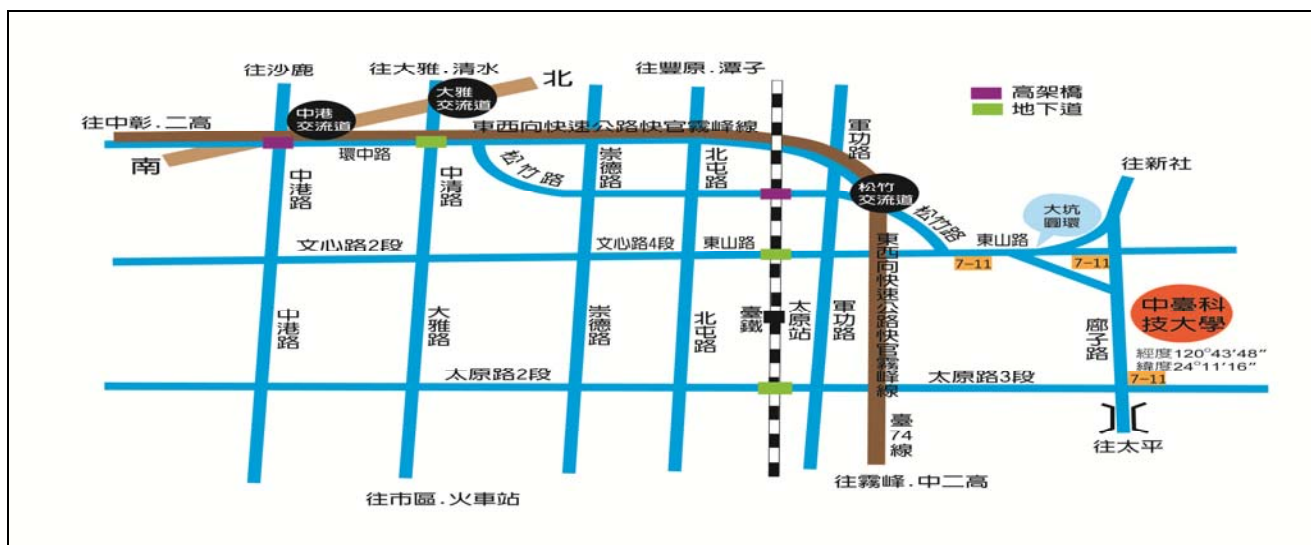 往沙鹿
往大雅.清水
北
往豐原.潭子
高架橋
地下道
大雅
交流道
中港
交流道
往中彰.二高
東西向快速公路快官霧峰線
軍功路
南
環中路
松竹路
崇德路
北屯路
往新社
中港路
中清路
松竹
交流道
松竹路
大坑
圓環
文心路2段
文心路4段
東山路
東山路
7-11
7-11
東西向快速公路快官霧峰線
中港路
大雅路
崇德路
北屯路
臺鐵
太原站
軍功路
廍子路
中臺科
技大學
經度120°43'48"
緯度24°11'16"
太原路2段
太原路3段
7-11
臺74線
往太平
往市區.火車站
往霧峰.中二高